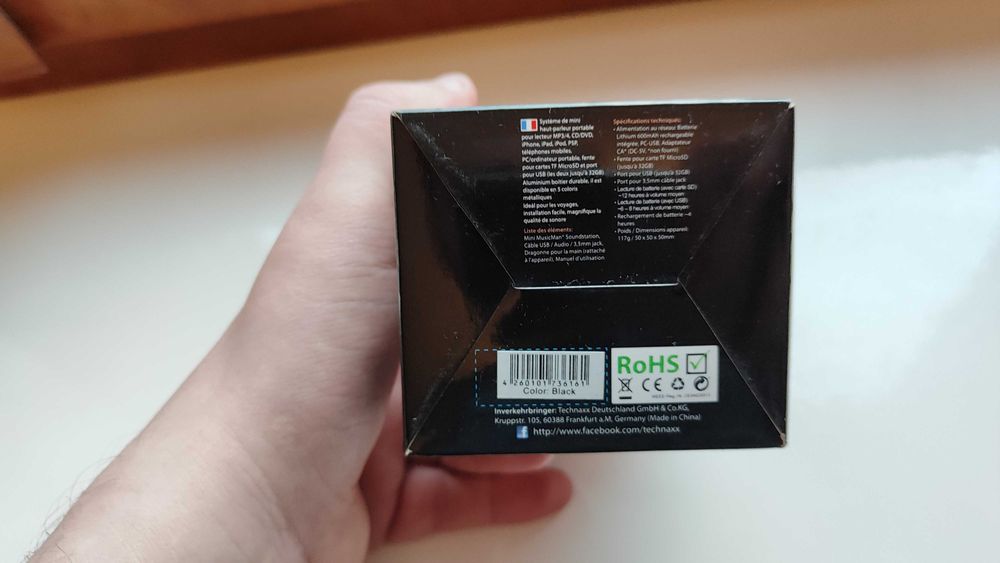 Système de mini
haut-parleur portable
pour lecteur MP3/4, CD/DVD,
iPhone, iPad, iPod, PSP,
téléphones mobiles,
PC/ordinateur portable, fente
pour cartes TF MicroSD et port
pour USB (les deux jusqu'à 32GB)
Aluminium boîtier durable, il est
disponible en 5 coloris
métalliques
Idéal pour les voyages,
installation facile, magnifique la
qualité de sonore
Liste des éléments:
Mini MusicMan® Soundstation,
Câble USB / Audio / 3,5mm jack,
Dragonne pour la main (rattaché
à l'appareil), Manuel d'utilisation
Spécifications techniques:
• Alimentation au réseau Batterie
Lithium 600mAh rechargeable
intégrée, PC-USB, Adaptateur
CA* (DC-5V, *non fourni)
• Fente pour carte TF MicroSD
(jusqu'à 32GB)
• Port pour USB (jusqu'à 32GB)
• Port pour 3.5mm câble jack
• Lecture de batterie (avec carte SD)
~12 heures à volume moyen
• Lecture de batterie (avec USB)
~6 – 8 heures à volume moyen
• Rechargement de batterie ~4
heures
• Poids / Dimensions appareil:
117g / 50 x 50 x 50mm
4 260101 736161
Color: Black
RoHS
CE
Inverkehrbringer: Technaxx Deutschland GmbH & Co.KG,
Kruppstr. 105, 60388 Frankfurt a.M. Germany (Made in China)
f http://www.facebook.com/technaxx